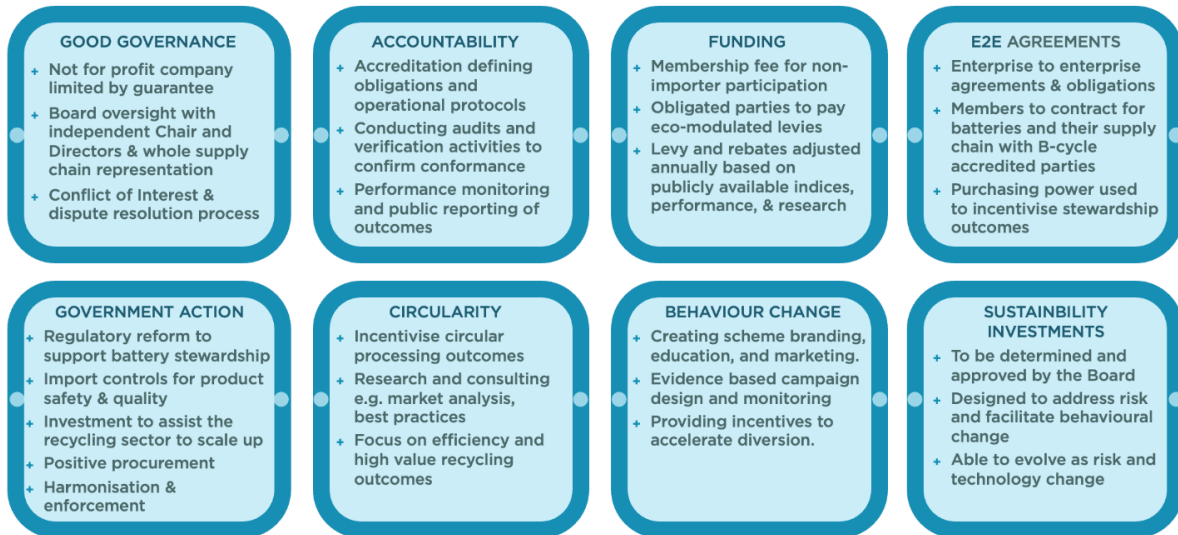 GOOD GOVERNANCE
+ Not for profit company
limited by guarantee
+ Board oversight with
independent Chair and
Directors & whole supply
chain representation
+ Conflict of Interest &
dispute resolution process
ACCOUNTABILITY
+ Accreditation defining
obligations and
operational protocols
+ Conducting audits and
verification activities to
confirm conformance
+ Performance monitoring
and public reporting of
outcomes
FUNDING
+ Membership fee for non-
importer participation
+ Obligated parties to pay
eco-modulated levies
+ Levy and rebates adjusted
annually based on
publicly available indices,
performance, & research
E2E AGREEMENTS
+ Enterprise to enterprise
agreements & obligations
+ Members to contract for
batteries and their supply
chain with B-cycle
accredited parties
+ Purchasing power used
to incentivise stewardship
outcomes
GOVERNMENT ACTION
+ Regulatory reform to
support battery stewardship
+ Import controls for product
safety & quality
+ Investment to assist the
recycling sector to scale up
+ Positive procurement
+ Harmonisation &
enforcement
CIRCULARITY
+ Incentivise circular
processing outcomes
+ Research and consulting
e.g. market analysis,
best practices
+ Focus on efficiency and
high value recycling
outcomes
BEHAVIOUR CHANGE
+ Creating scheme branding,
education, and marketing.
+ Evidence based campaign
design and monitoring
+ Providing incentives to
accelerate diversion.
SUSTAINBILITY
INVESTMENTS
+ To be determined and
approved by the Board
+ Designed to address risk
and facilitate behavioural
change
+ Able to evolve as risk and
technology change